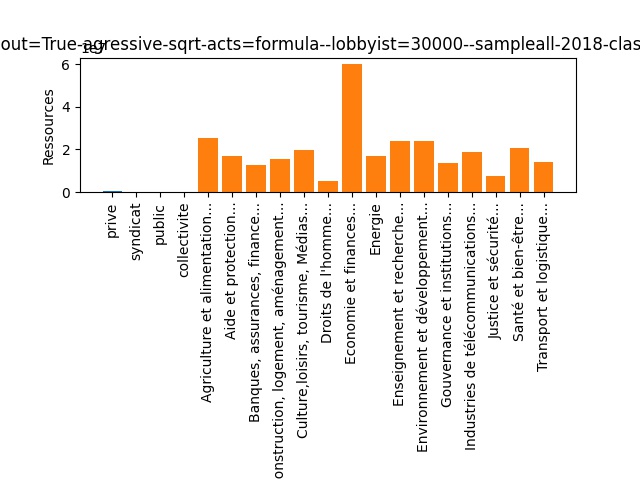 out=True-agressive-sqrt-acts=formula--lobbyist=30000--sampleall-2018-clas
1e7
Ressources
6
4
2
0
prive
syndicat
public
collectivite
Agriculture et alimentation...
Aide et protection...
Banques, assurances, finance...
onstruction, logement, aménagement...
Culture,loisirs, tourisme, Médias...
Droits de l'homme...
Economie et finances...
Energie
Enseignement et recherche...
Environnement et développement...
Gouvernance et institutions...
Industries de télécommunications...
Justice et sécurité...
Santé et bien-être...
Transport et logistique...